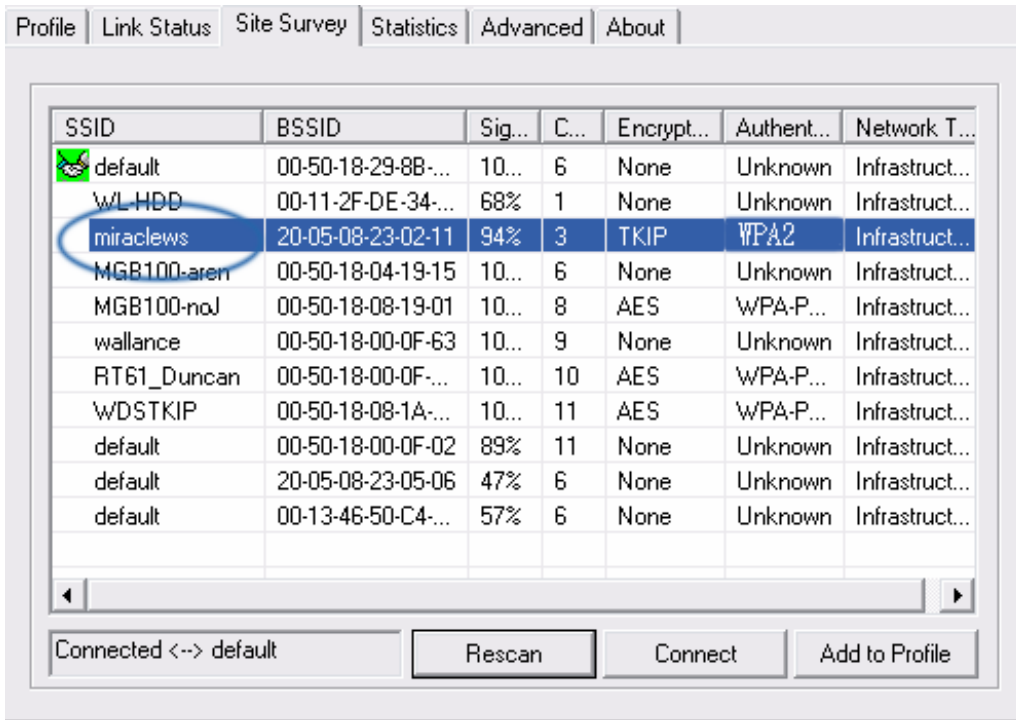 Profile Link Status Site Survey Statistics Advanced About
SSID BSSID Sig... C... Encrypt... Authent... Network T...
default 00-50-18-29-8B-... 10... 6 None Unknown Infrastruct...
WL-HDD 00-11-2F-DE-34-... 68% 1 None Unknown Infrastruct...
miraclews 20-05-08-23-02-11 94% 3 TKIP WPA2 Infrastruct...
MGB100-aren 00-50-18-04-19-15 10... 6 None Unknown Infrastruct...
MGB100-noJ 00-50-18-08-19-01 10... 8 AES WPA-P... Infrastruct...
wallance 00-50-18-00-0F-63 10... 9 None Unknown Infrastruct...
RT61_Duncan 00-50-18-00-0F-... 10... 10 AES WPA-P... Infrastruct...
WDSTKIP 00-50-18-08-1A-... 10... 11 AES WPA-P... Infrastruct...
default 00-50-18-00-0F-02 89% 11 None Unknown Infrastruct...
default 20-05-08-23-05-06 47% 6 None Unknown Infrastruct...
default 00-13-46-50-C4-... 57% 6 None Unknown Infrastruct...
Connected <--> default Rescan Connect Add to Profile